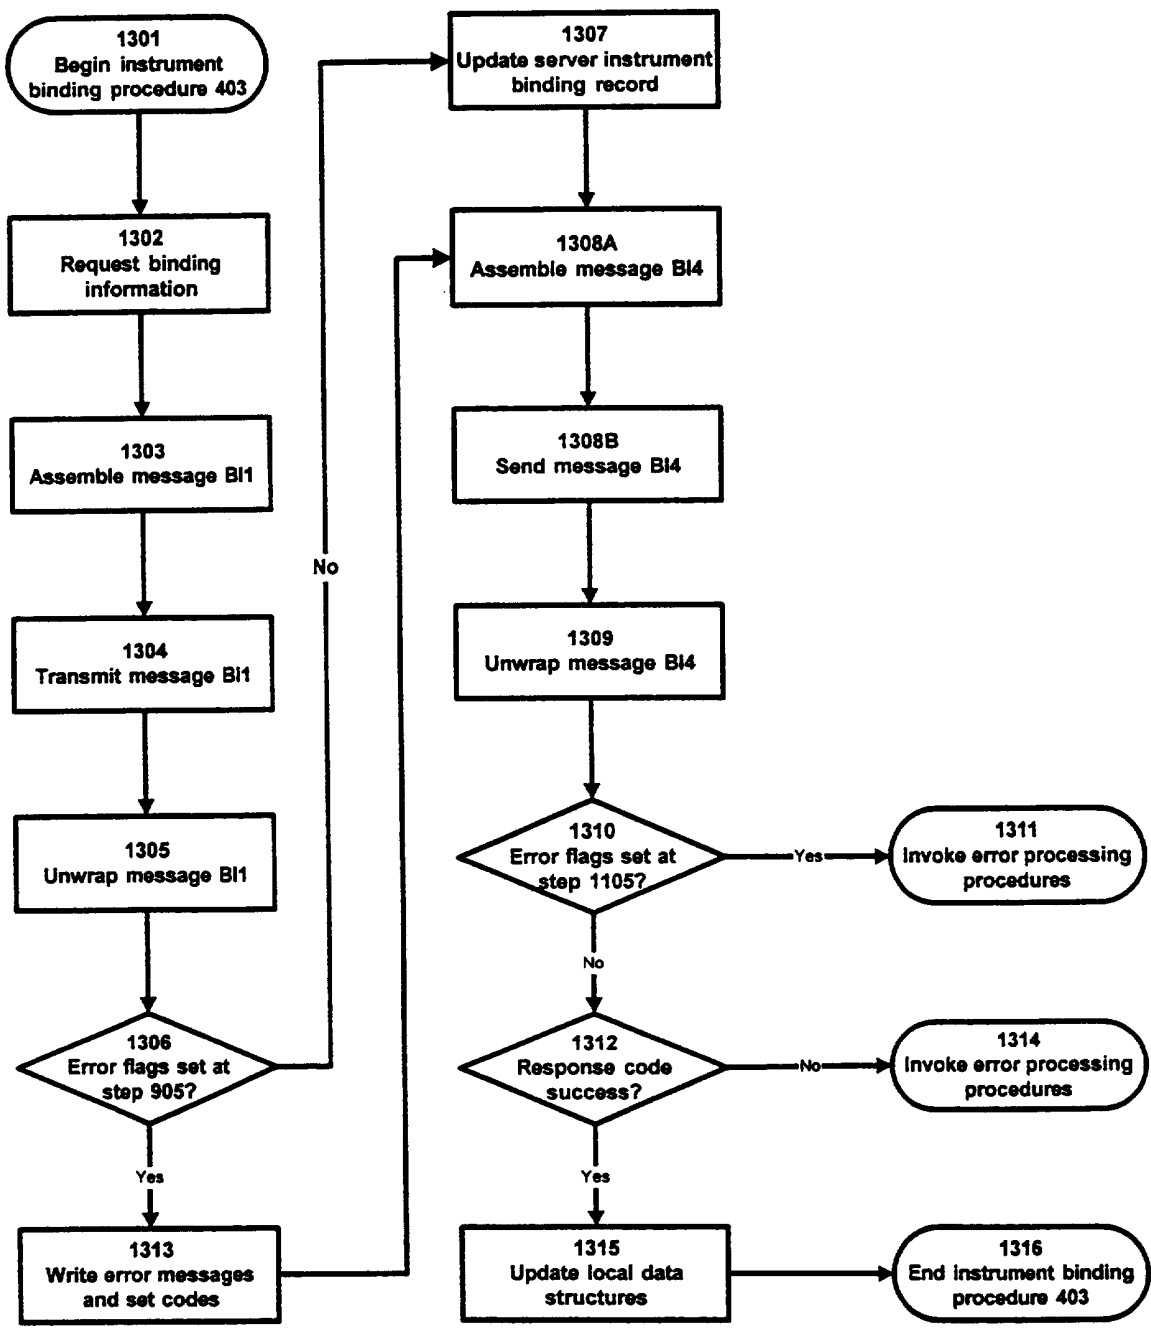 1301
Begin instrument
binding procedure 403
1302
Request binding
information
1303
Assemble message BI1
1304
Transmit message BI1
1305
Unwrap message BI1
1306
Error flags set at
step 905?
Yes
No
1313
Write error messages
and set codes
1307
Update server instrument
binding record
1308A
Assemble message BI4
1308B
Send message BI4
1309
Unwrap message BI4
1310
Error flags set at
step 1105?
Yes
1311
Invoke error processing
procedures
No
1312
Response code
success?
No
1314
Invoke error processing
procedures
Yes
1315
Update local data
structures
1316
End instrument binding
procedure 403